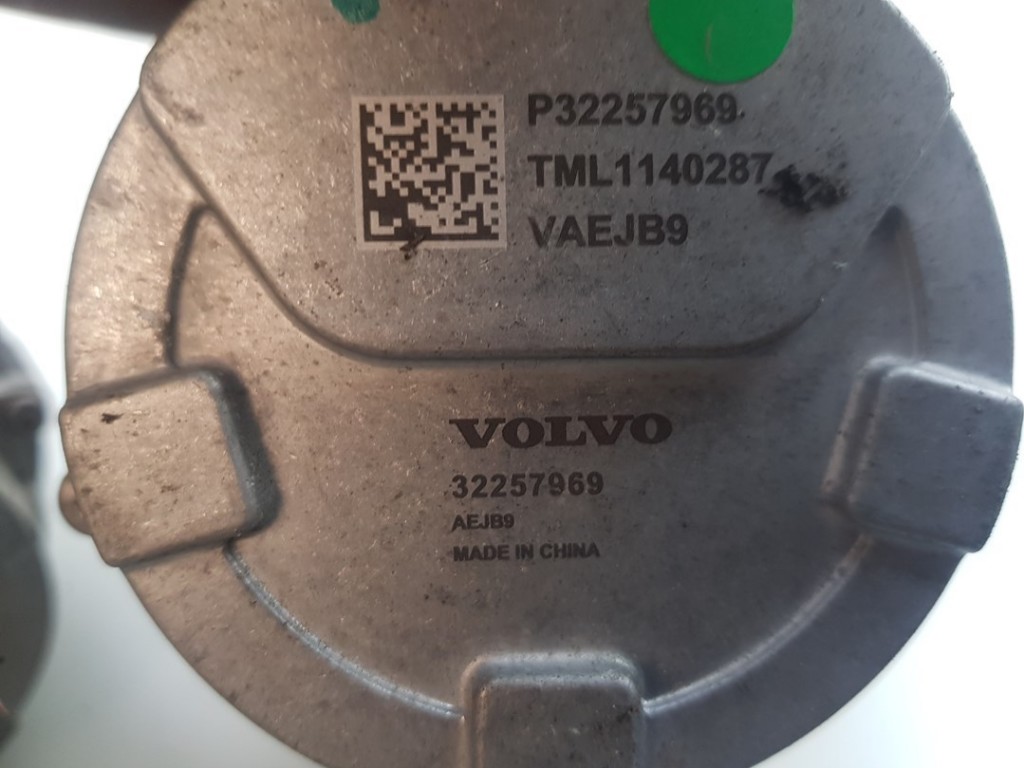 P32257969
TML1140287
VAEJB9
VOLVO
32257969
AEJB9
MADE IN CHINA